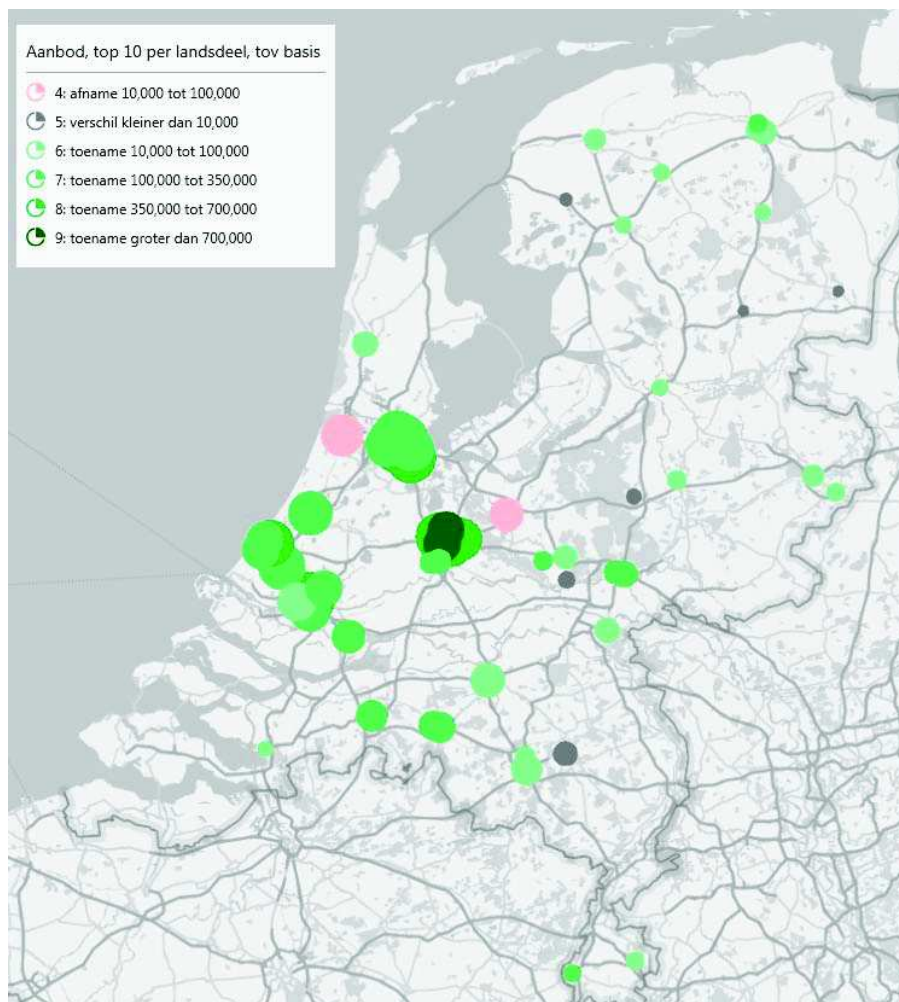 Aanbod, top 10 per landsdeel, tov basis
4: afname 10,000 tot 100,000
5: verschil kleiner dan 10,000
6: toename 10,000 tot 100,000
7: toename 100,000 tot 350,000
8: toename 350,000 tot 700,000
9: toename groter dan 700,000